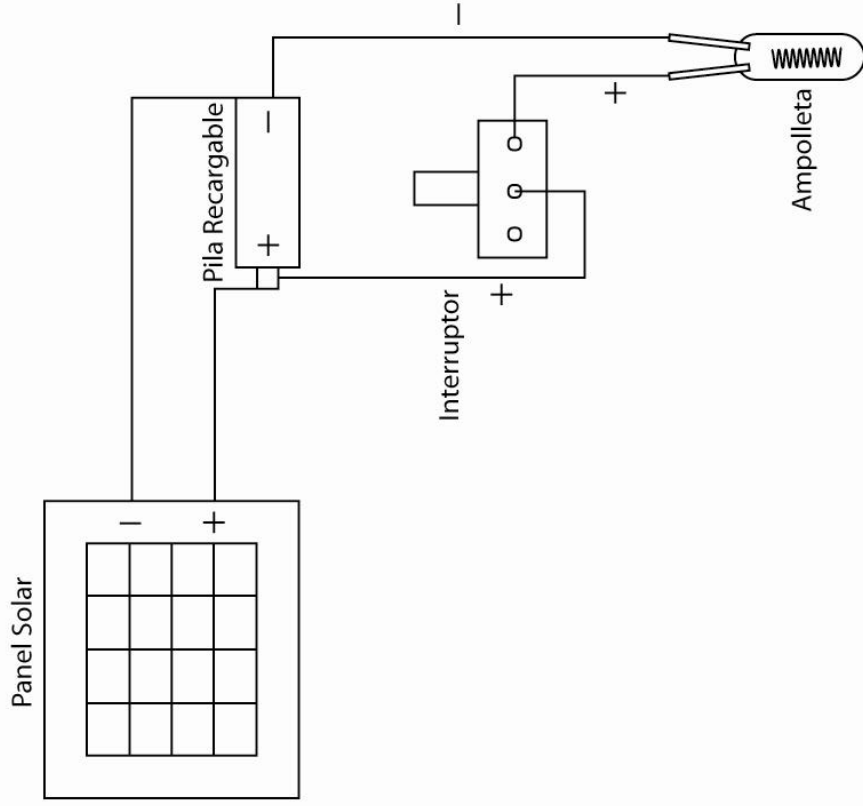 Panel Solar
−
+
Pila Recargable
+
−
Interruptor
+
−
+
Ampolleta